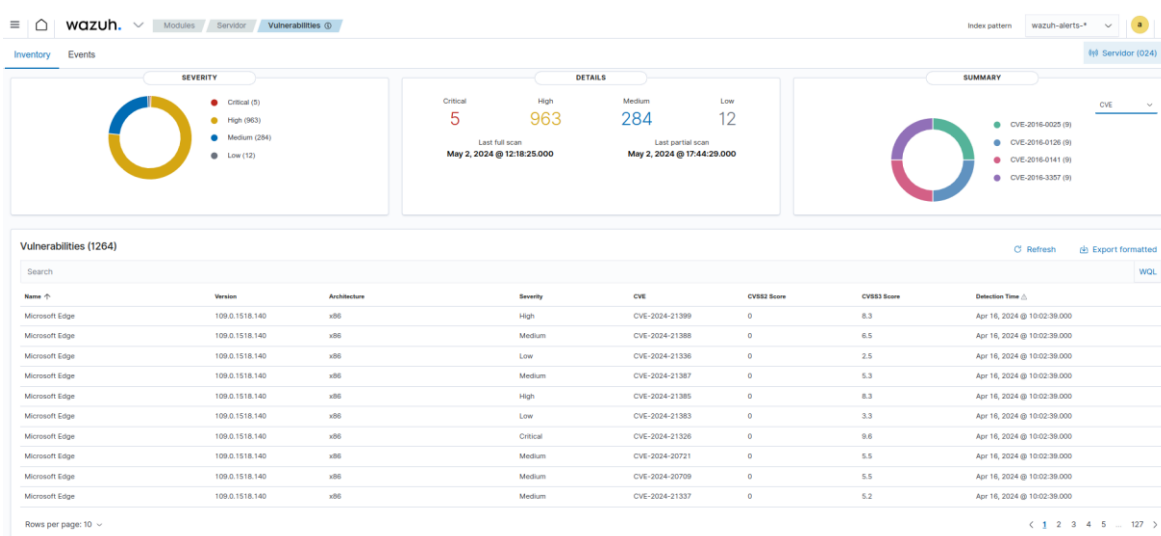 wazuh. Modules Servidor Vulnerabilities Index pattern wazuh-alerts-* a
Inventory Events Servidor (024)
SEVERITY
Critical (5)
High (963)
Medium (284)
Low (12)
DETAILS
Critical High Medium Low
5 963 284 12
Last full scan Last partial scan
May 2, 2024 @ 12:18:25.000 May 2, 2024 @ 17:44:29.000
SUMMARY
CVE
CVE-2016-0025 (9)
CVE-2016-0126 (9)
CVE-2016-0141 (9)
CVE-2016-3357 (9)
Vulnerabilities (1264) Refresh Export formatted
Search WQL
Name Version Architecture Severity CVE CVSS2 Score CVSS3 Score Detection Time
Microsoft Edge 109.0.1518.140 x86 High CVE-2024-21399 0 8.3 Apr 16, 2024 @ 10:02:39.000
Microsoft Edge 109.0.1518.140 x86 Medium CVE-2024-21388 0 6.5 Apr 16, 2024 @ 10:02:39.000
Microsoft Edge 109.0.1518.140 x86 Low CVE-2024-21336 0 2.5 Apr 16, 2024 @ 10:02:39.000
Microsoft Edge 109.0.1518.140 x86 Medium CVE-2024-21387 0 5.3 Apr 16, 2024 @ 10:02:39.000
Microsoft Edge 109.0.1518.140 x86 High CVE-2024-21385 0 8.3 Apr 16, 2024 @ 10:02:39.000
Microsoft Edge 109.0.1518.140 x86 Low CVE-2024-21383 0 3.3 Apr 16, 2024 @ 10:02:39.000
Microsoft Edge 109.0.1518.140 x86 Critical CVE-2024-21326 0 9.6 Apr 16, 2024 @ 10:02:39.000
Microsoft Edge 109.0.1518.140 x86 Medium CVE-2024-20721 0 5.5 Apr 16, 2024 @ 10:02:39.000
Microsoft Edge 109.0.1518.140 x86 Medium CVE-2024-20709 0 5.5 Apr 16, 2024 @ 10:02:39.000
Microsoft Edge 109.0.1518.140 x86 Medium CVE-2024-21337 0 5.2 Apr 16, 2024 @ 10:02:39.000
Rows per page: 10 < 1 2 3 4 5 ... 127 >